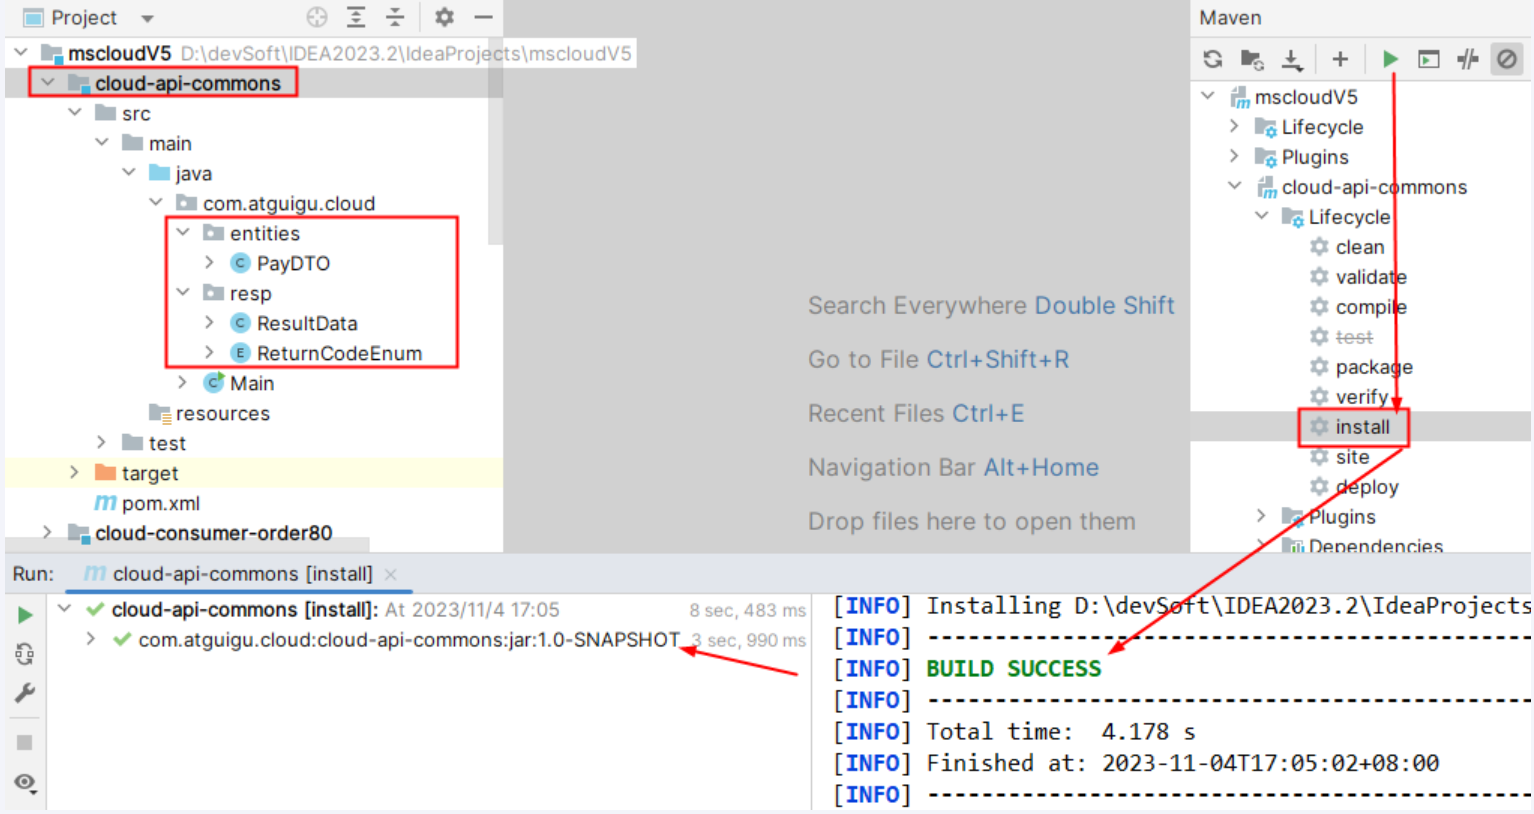 Project
mscloudV5 D:\devSoft\IDEA2023.2\IdeaProjects\mscloudV5
cloud-api-commons
src
main
java
com.atguigu.cloud
entities
PayDTO
resp
ResultData
ReturnCodeEnum
Main
resources
test
target
pom.xml
cloud-consumer-order80
Search Everywhere Double Shift
Go to File Ctrl+Shift+R
Recent Files Ctrl+E
Navigation Bar Alt+Home
Drop files here to open them
Maven
mscloudV5
Lifecycle
Plugins
cloud-api-commons
Lifecycle
clean
validate
compile
test
package
verify
install
site
deploy
Plugins
Dependencies
Run: cloud-api-commons [install]
cloud-api-commons [install]: At 2023/11/4 17:05 8 sec, 483 ms
com.atguigu.cloud:cloud-api-commons:jar:1.0-SNAPSHOT 3 sec, 990 ms
[INFO] Installing D:\devSoft\IDEA2023.2\IdeaProjects
[INFO] ---------------------------------------------
[INFO] BUILD SUCCESS
[INFO] ---------------------------------------------
[INFO] Total time:  4.178 s
[INFO] Finished at: 2023-11-04T17:05:02+08:00
[INFO] ---------------------------------------------